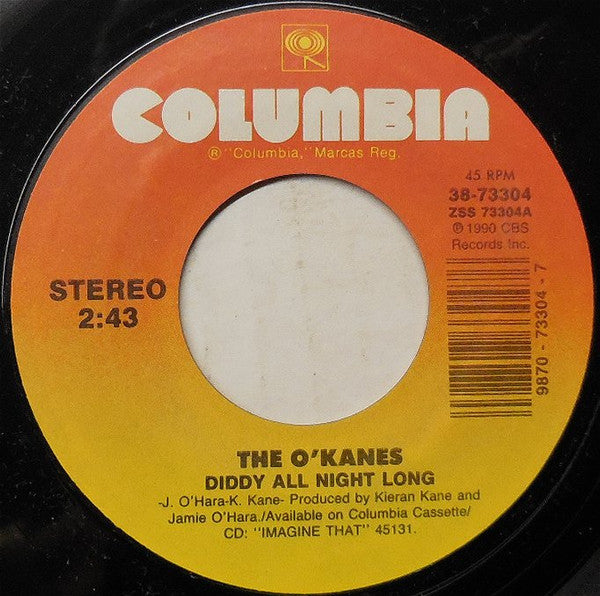 COLUMBIA
® "Columbia," Marcas Reg.
45 RPM
38-73304
ZSS 73304A
℗ 1990 CBS
Records Inc.
STEREO
2:43
9870 - 73304 - 7
THE O'KANES
DIDDY ALL NIGHT LONG
-J. O'Hara-K. Kane- Produced by Kieran Kane and
Jamie O'Hara./Available on Columbia Cassette/
CD: "IMAGINE THAT" 45131.